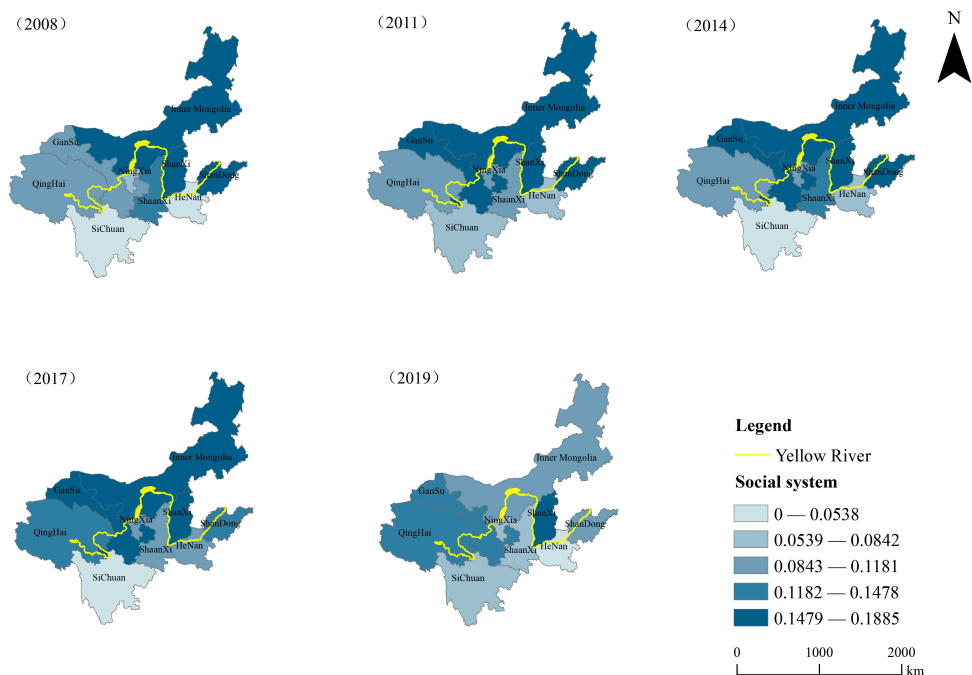 （2008）
（2011）
（2014）
N
Inner Mongolia
GanSu
ShanXi
NingXia
QingHai
ShanDong
ShaanXi
HeNan
SiChuan
Inner Mongolia
GanSu
ShanXi
NingXia
QingHai
ShanDong
ShaanXi
HeNan
SiChuan
Inner Mongolia
GanSu
ShanXi
NingXia
QingHai
ShanDong
ShaanXi
HeNan
SiChuan
（2017）
（2019）
Inner Mongolia
GanSu
ShanXi
NingXia
QingHai
ShanDong
ShaanXi
HeNan
SiChuan
Inner Mongolia
GanSu
ShanXi
NingXia
QingHai
ShanDong
ShaanXi
HeNan
SiChuan
Legend
Yellow River
Social system
0 — 0.0538
0.0539 — 0.0842
0.0843 — 0.1181
0.1182 — 0.1478
0.1479 — 0.1885
0 1000 2000
km